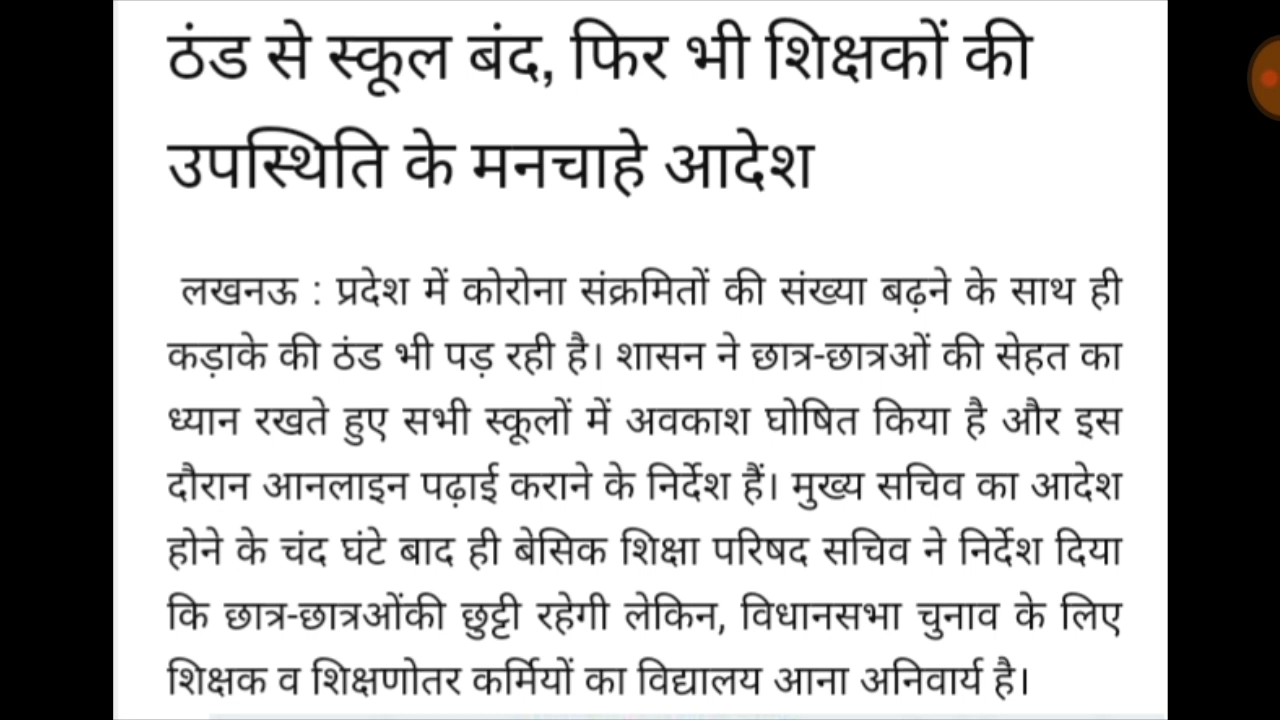 ठंड से स्कूल बंद, फिर भी शिक्षकों की
उपस्थिति के मनचाहे आदेश
लखनऊ : प्रदेश में कोरोना संक्रमितों की संख्या बढ़ने के साथ ही
कड़ाके की ठंड भी पड़ रही है। शासन ने छात्र-छात्रओं की सेहत का
ध्यान रखते हुए सभी स्कूलों में अवकाश घोषित किया है और इस
दौरान आनलाइन पढ़ाई कराने के निर्देश हैं। मुख्य सचिव का आदेश
होने के चंद घंटे बाद ही बेसिक शिक्षा परिषद सचिव ने निर्देश दिया
कि छात्र-छात्रओंकी छुट्टी रहेगी लेकिन, विधानसभा चुनाव के लिए
शिक्षक व शिक्षणोतर कर्मियों का विद्यालय आना अनिवार्य है।